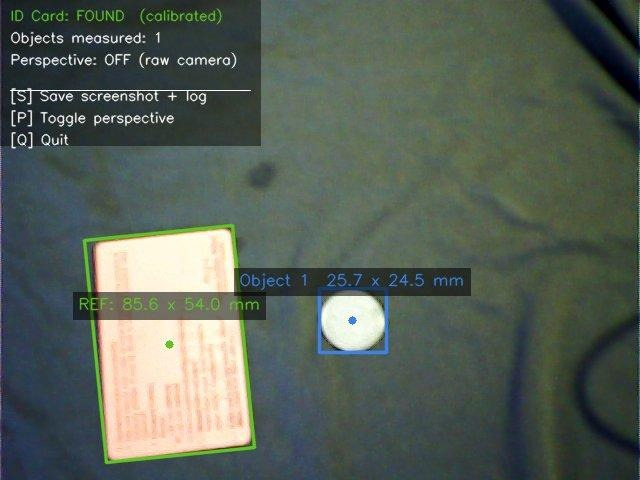 ID Card: FOUND  (calibrated)
Objects measured: 1
Perspective: OFF (raw camera)
[S] Save screenshot + log
[P] Toggle perspective
[Q] Quit
Object 1  25.7 x 24.5 mm
REF: 85.6 x 54.0 mm